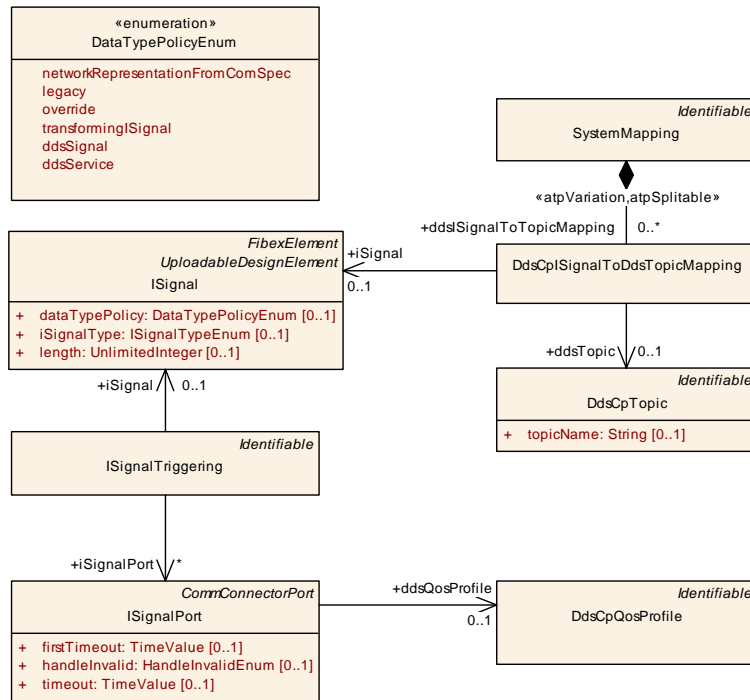 «enumeration»
DataTypePolicyEnum
networkRepresentationFromComSpec
legacy
override
transformingISignal
ddsSignal
ddsService
Identifiable
SystemMapping
«atpVariation,atpSplitable»
+ddsISignalToTopicMapping 0..*
FibexElement
UploadableDesignElement
ISignal
+ dataTypePolicy: DataTypePolicyEnum [0..1]
+ iSignalType: ISignalTypeEnum [0..1]
+ length: UnlimitedInteger [0..1]
+iSignal
0..1
DdsCpISignalToDdsTopicMapping
+ddsTopic 0..1
Identifiable
DdsCpTopic
+ topicName: String [0..1]
+iSignal 0..1
Identifiable
ISignalTriggering
+iSignalPort *
CommConnectorPort
ISignalPort
+ firstTimeout: TimeValue [0..1]
+ handleInvalid: HandleInvalidEnum [0..1]
+ timeout: TimeValue [0..1]
+ddsQosProfile
0..1
Identifiable
DdsCpQosProfile